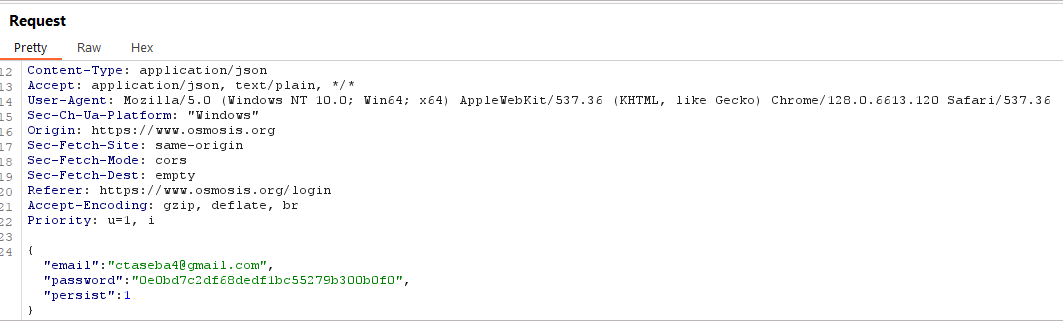 Request
Pretty Raw Hex
12 Content-Type: application/json
13 Accept: application/json, text/plain, */*
14 User-Agent: Mozilla/5.0 (Windows NT 10.0; Win64; x64) AppleWebKit/537.36 (KHTML, like Gecko) Chrome/128.0.6613.120 Safari/537.36
15 Sec-Ch-Ua-Platform: "Windows"
16 Origin: https://www.osmosis.org
17 Sec-Fetch-Site: same-origin
18 Sec-Fetch-Mode: cors
19 Sec-Fetch-Dest: empty
20 Referer: https://www.osmosis.org/login
21 Accept-Encoding: gzip, deflate, br
22 Priority: u=1, i
23
24 {
"email":"ctaseba4@gmail.com",
"password":"0e0bd7c2df68dedf1bc55279b300b0f0",
"persist":1
}